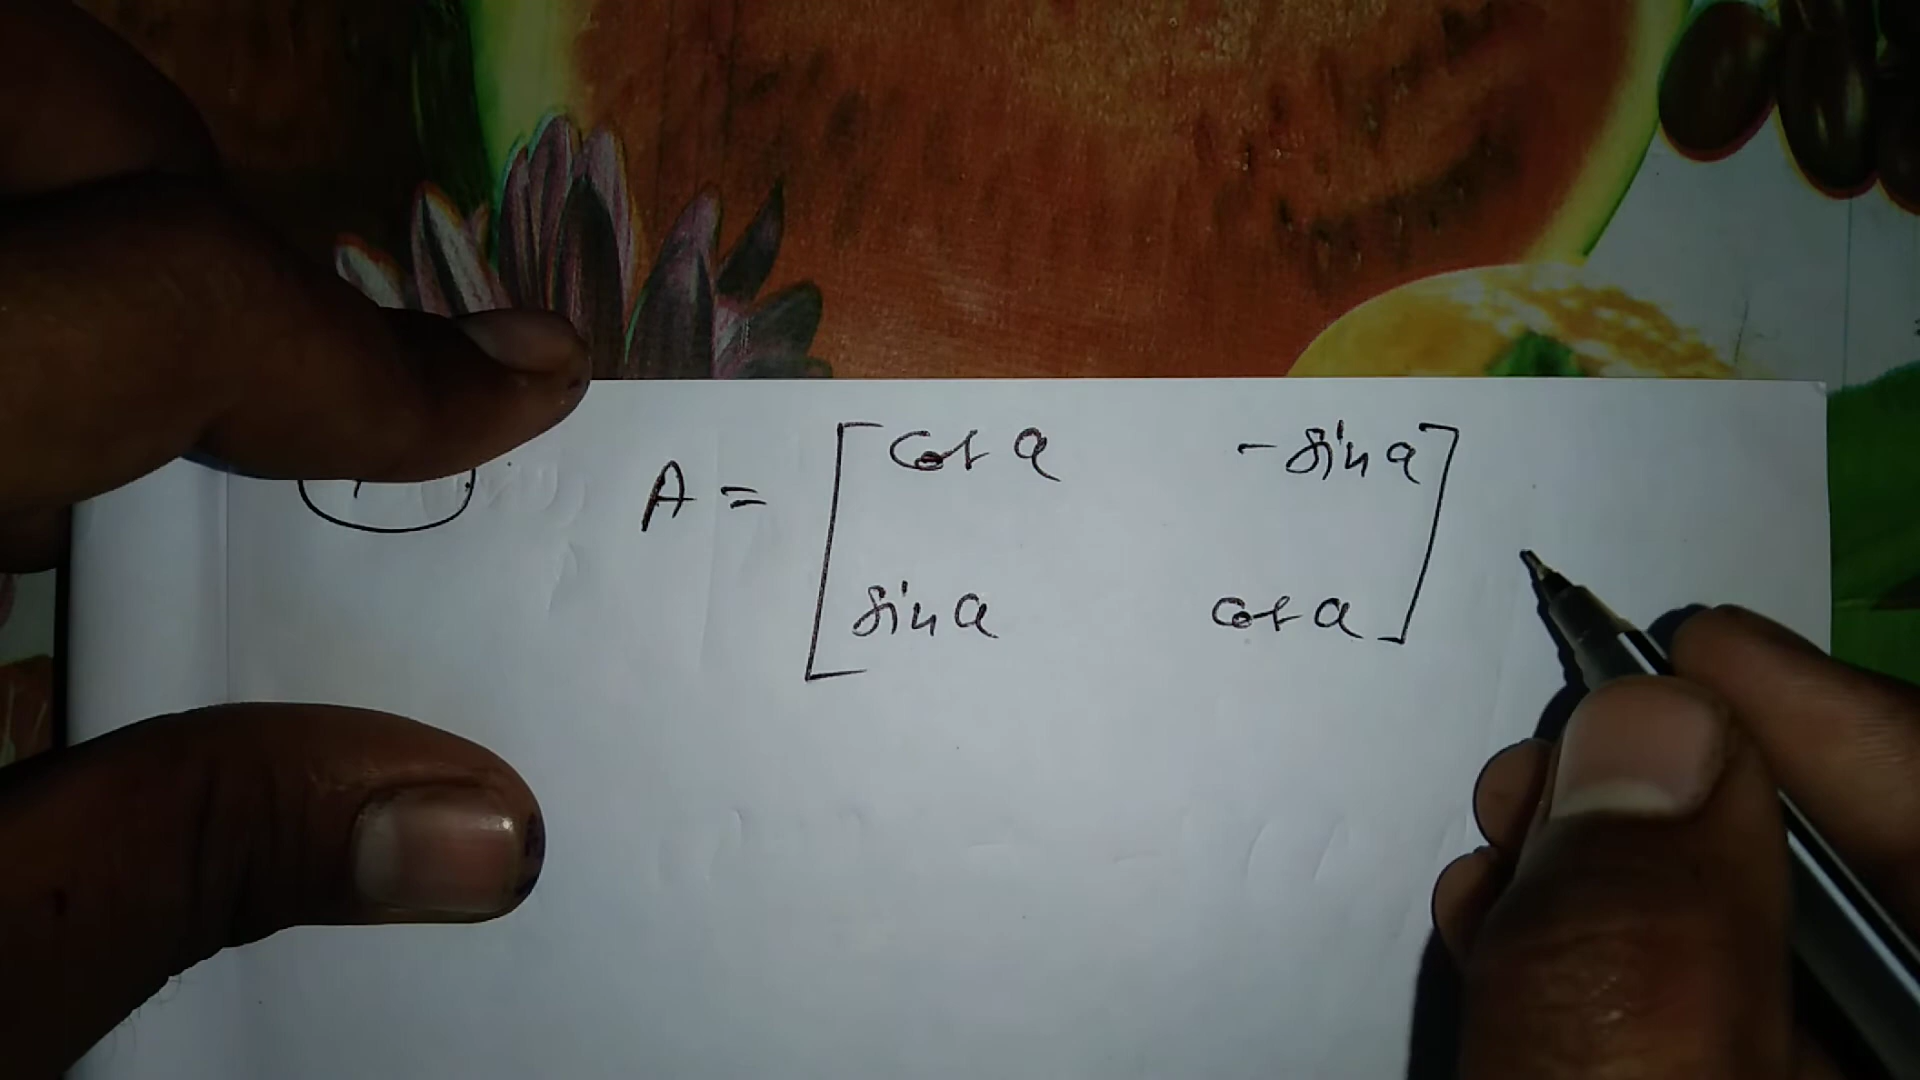 A = [ cos α   - sin α
sin α   cos α ]